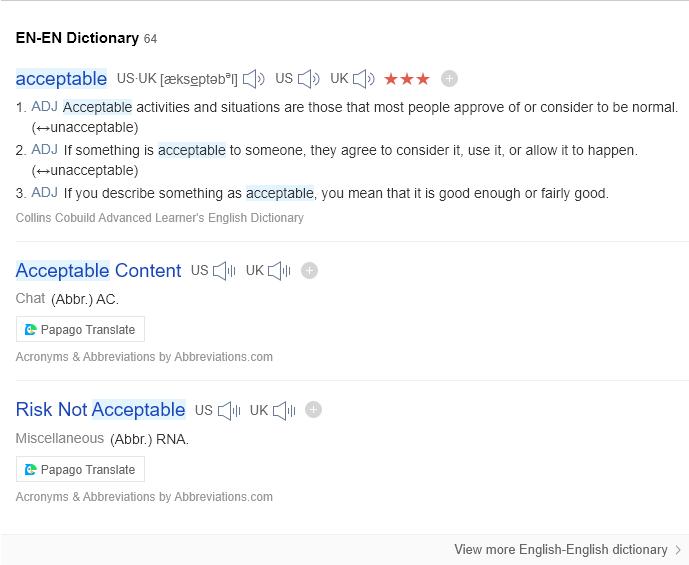 EN-EN Dictionary 64
acceptable US·UK [æksẹptəbᵊl] US UK ★★★
1. ADJ Acceptable activities and situations are those that most people approve of or consider to be normal.
(↔unacceptable)
2. ADJ If something is acceptable to someone, they agree to consider it, use it, or allow it to happen.
(↔unacceptable)
3. ADJ If you describe something as acceptable, you mean that it is good enough or fairly good.
Collins Cobuild Advanced Learner's English Dictionary
Acceptable Content US UK
Chat (Abbr.) AC.
Papago Translate
Acronyms & Abbreviations by Abbreviations.com
Risk Not Acceptable US UK
Miscellaneous (Abbr.) RNA.
Papago Translate
Acronyms & Abbreviations by Abbreviations.com
View more English-English dictionary